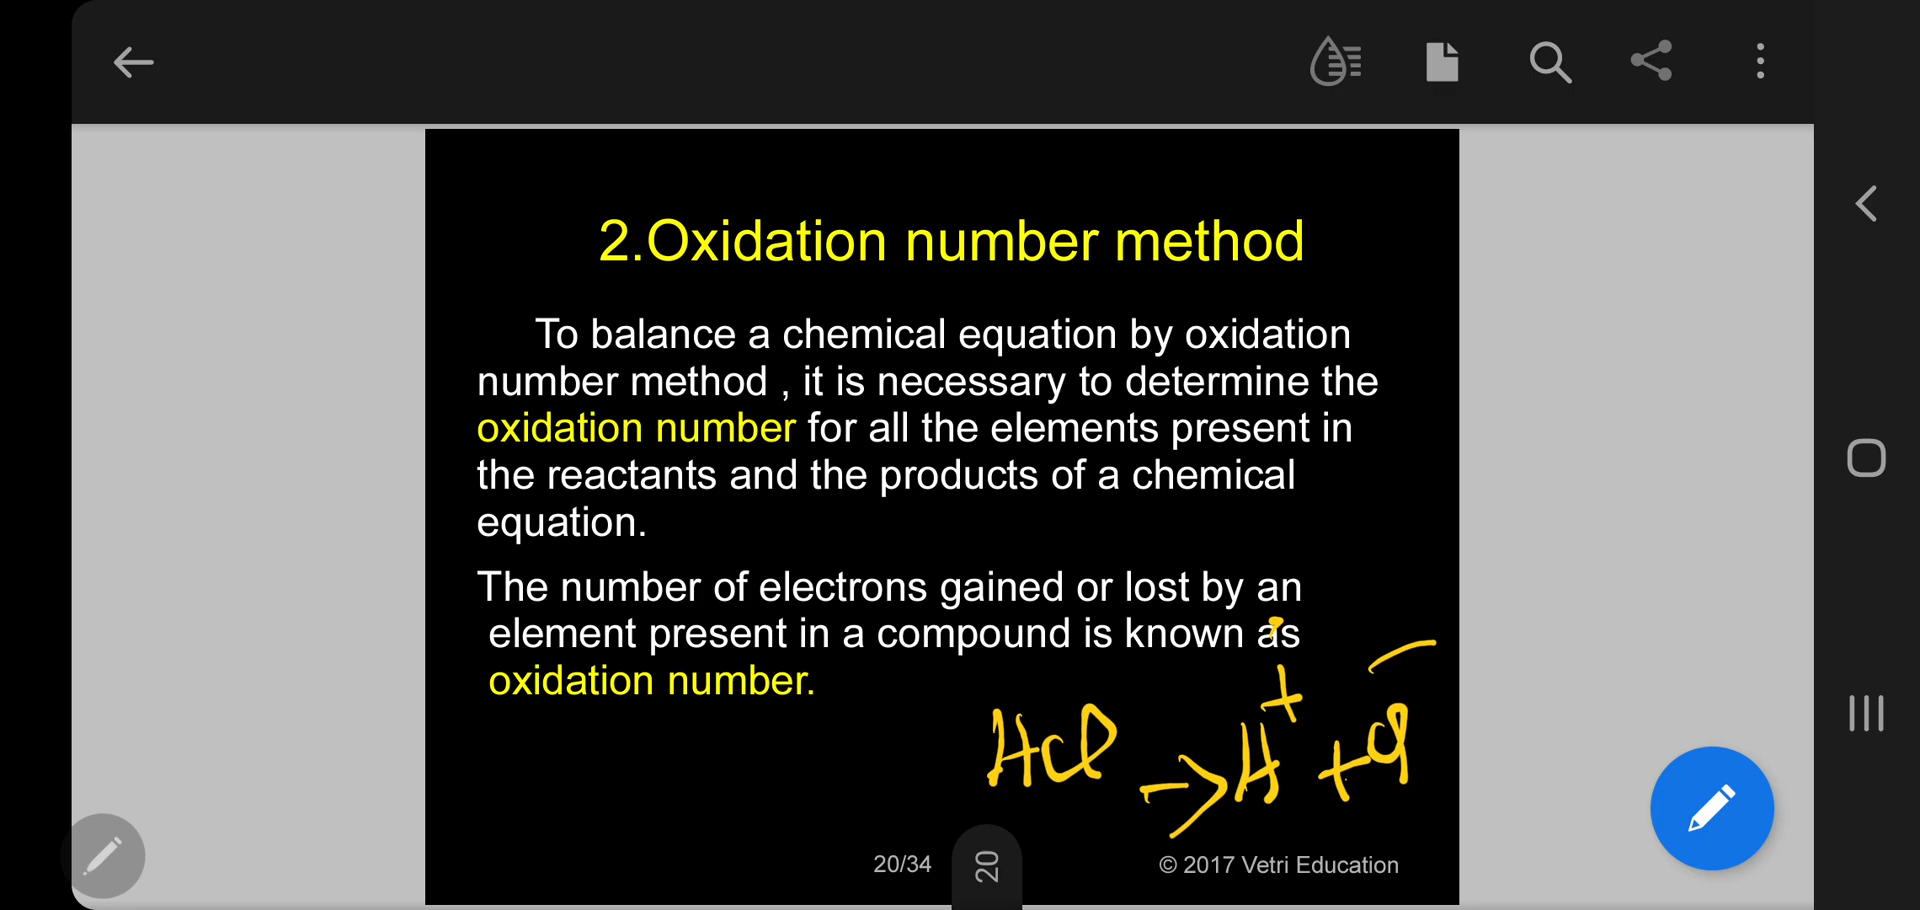 2.Oxidation number method
To balance a chemical equation by oxidation
number method , it is necessary to determine the
oxidation number for all the elements present in
the reactants and the products of a chemical
equation.
The number of electrons gained or lost by an
element present in a compound is known as
oxidation number.
HCl → H⁺ + Cl⁻
20/34
20
© 2017 Vetri Education